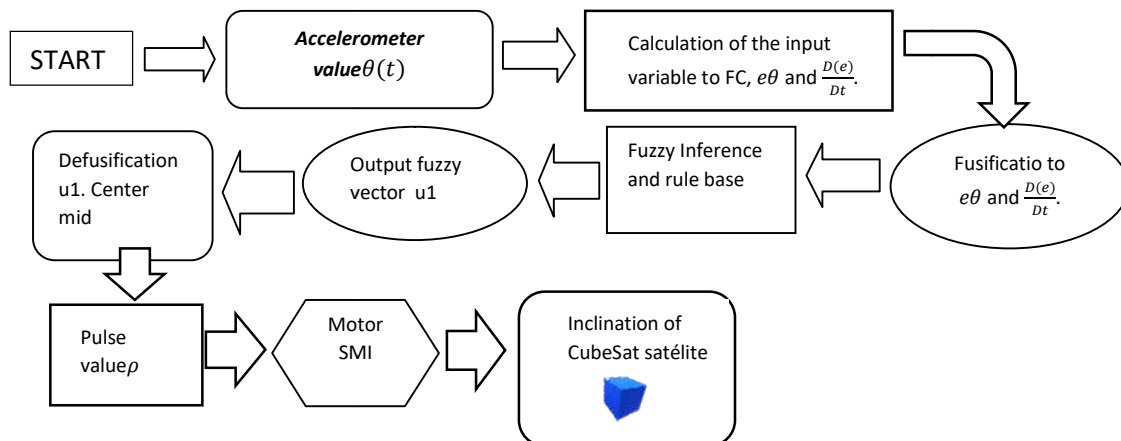 START
Accelerometer
valueθ(t)
Calculation of the input
variable to FC, eθ and D(e)/Dt.
Fusificatio to
eθ and D(e)/Dt.
Fuzzy Inference
and rule base
Output fuzzy
vector u1
Defusification
u1. Center
mid
Pulse
valueρ
Motor
SMI
Inclination of
CubeSat satélite